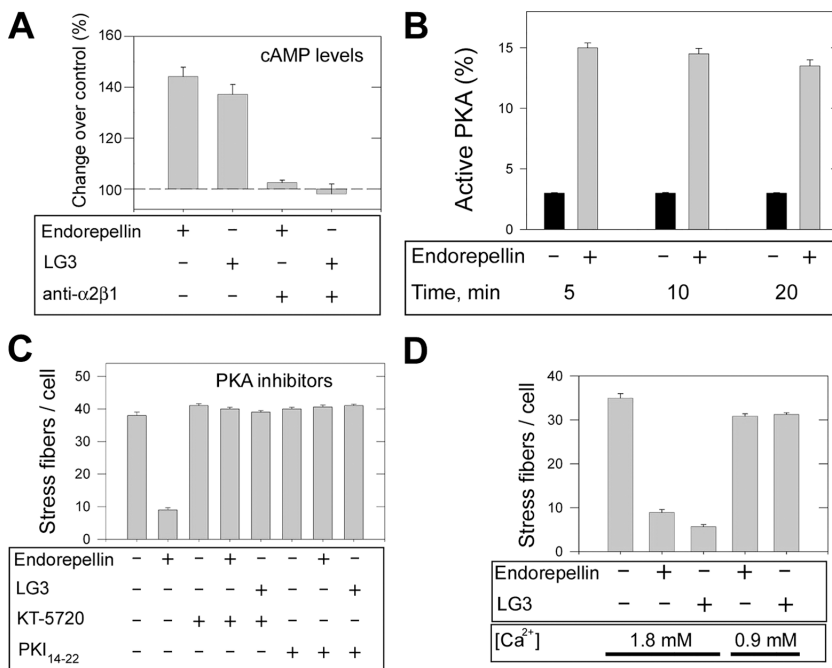 A
Change over control (%)
160
140
120
100
cAMP levels
Endorepellin + – + –
LG3 – + – +
anti-α2β1 – – + +
B
Active PKA (%)
15
10
5
0
Endorepellin – + – + – +
Time, min 5 10 20
C
Stress fibers / cell
50
40
30
20
10
0
PKA inhibitors
Endorepellin – + – + – – + –
LG3 – – – – + – – +
KT-5720 – – + + + – – –
PKI14-22 – – – – – + + +
D
Stress fibers / cell
40
30
20
10
0
Endorepellin – + – + –
LG3 – – + – +
[Ca2+] 1.8 mM 0.9 mM